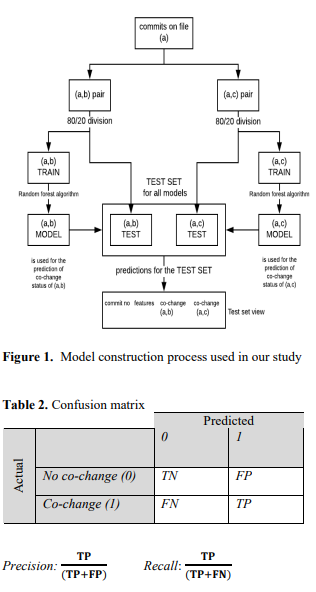 commits on file
(a)
(a,b) pair
(a,c) pair
80/20 division
80/20 division
(a,b)
TRAIN
TEST SET
for all models
(a,c)
TRAIN
Random forest algorithm
Random forest algorithm
(a,b)
MODEL
(a,b)
TEST
(a,c)
TEST
(a,c)
MODEL
is used for the
prediction of
co-change
status of (a,b)
predictions for the TEST SET
is used for the
prediction of
co-change
status of (a,c)
commit no features co-change co-change
(a,b) (a,c)
Test set view
Figure 1. Model construction process used in our study
Table 2. Confusion matrix
Predicted
0 1
Actual
No co-change (0) TN FP
Co-change (1) FN TP
Precision: TP / (TP+FP) Recall: TP / (TP+FN)